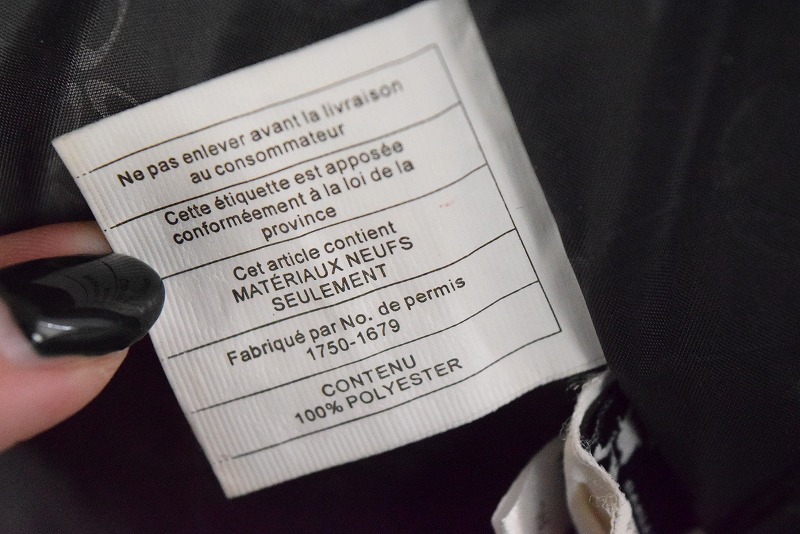 Ne pas enlever avant la livraison
au consommateur
Cette étiquette est apposée
conforméement à la loi de la
province
Cet article contient
MATÉRIAUX NEUFS
SEULEMENT
Fabriqué par No. de permis
1750-1679
CONTENU
100% POLYESTER